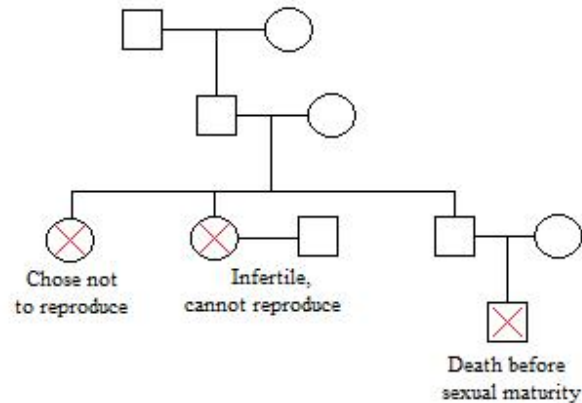 Chose not
to reproduce
Infertile,
cannot reproduce
Death before
sexual maturity